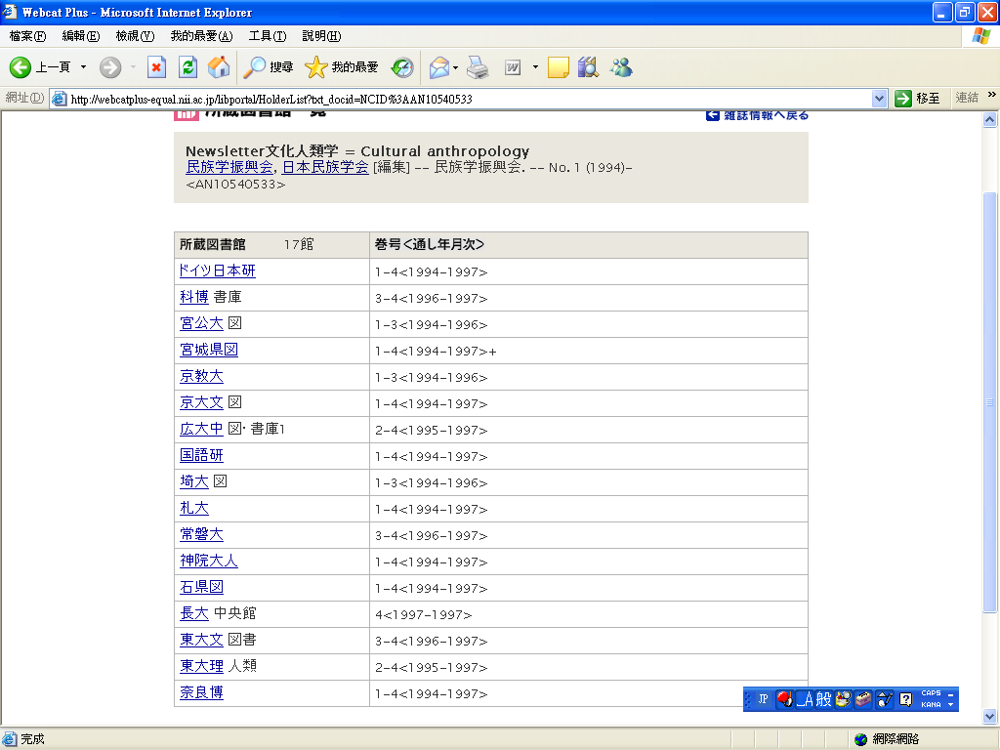 Webcat Plus - Microsoft Internet Explorer
檔案(F) 編輯(E) 檢視(V) 我的最愛(A) 工具(T) 說明(H)
上一頁 搜尋 我的最愛
網址(D) http://webcatplus-equal.nii.ac.jp/libportal/HolderList?txt_docid=NCID%3AAN10540533 移至 連結 »
所蔵図書館一覧 雑誌情報へ戻る
Newsletter文化人類学 = Cultural anthropology
民族学振興会, 日本民族学会 [編集] -- 民族学振興会. -- No. 1 (1994)-
<AN10540533>
所蔵図書館 17館 巻号<通し年月次>
ドイツ日本研 1-4<1994-1997>
科博 書庫 3-4<1996-1997>
宮公大 図 1-3<1994-1996>
宮城県図 1-4<1994-1997>+
京教大 1-3<1994-1996>
京大文 図 1-4<1994-1997>
広大中 図・書庫1 2-4<1995-1997>
国語研 1-4<1994-1997>
埼大 図 1-3<1994-1996>
札大 1-4<1994-1997>
常磐大 3-4<1996-1997>
神院大人 1-4<1994-1997>
石県図 1-4<1994-1997>
長大 中央館 4<1997-1997>
東大文 図書 3-4<1996-1997>
東大理 人類 2-4<1995-1997>
奈良博 1-4<1994-1997>
JP _A 般 CAPS
KANA
完成 網際網路